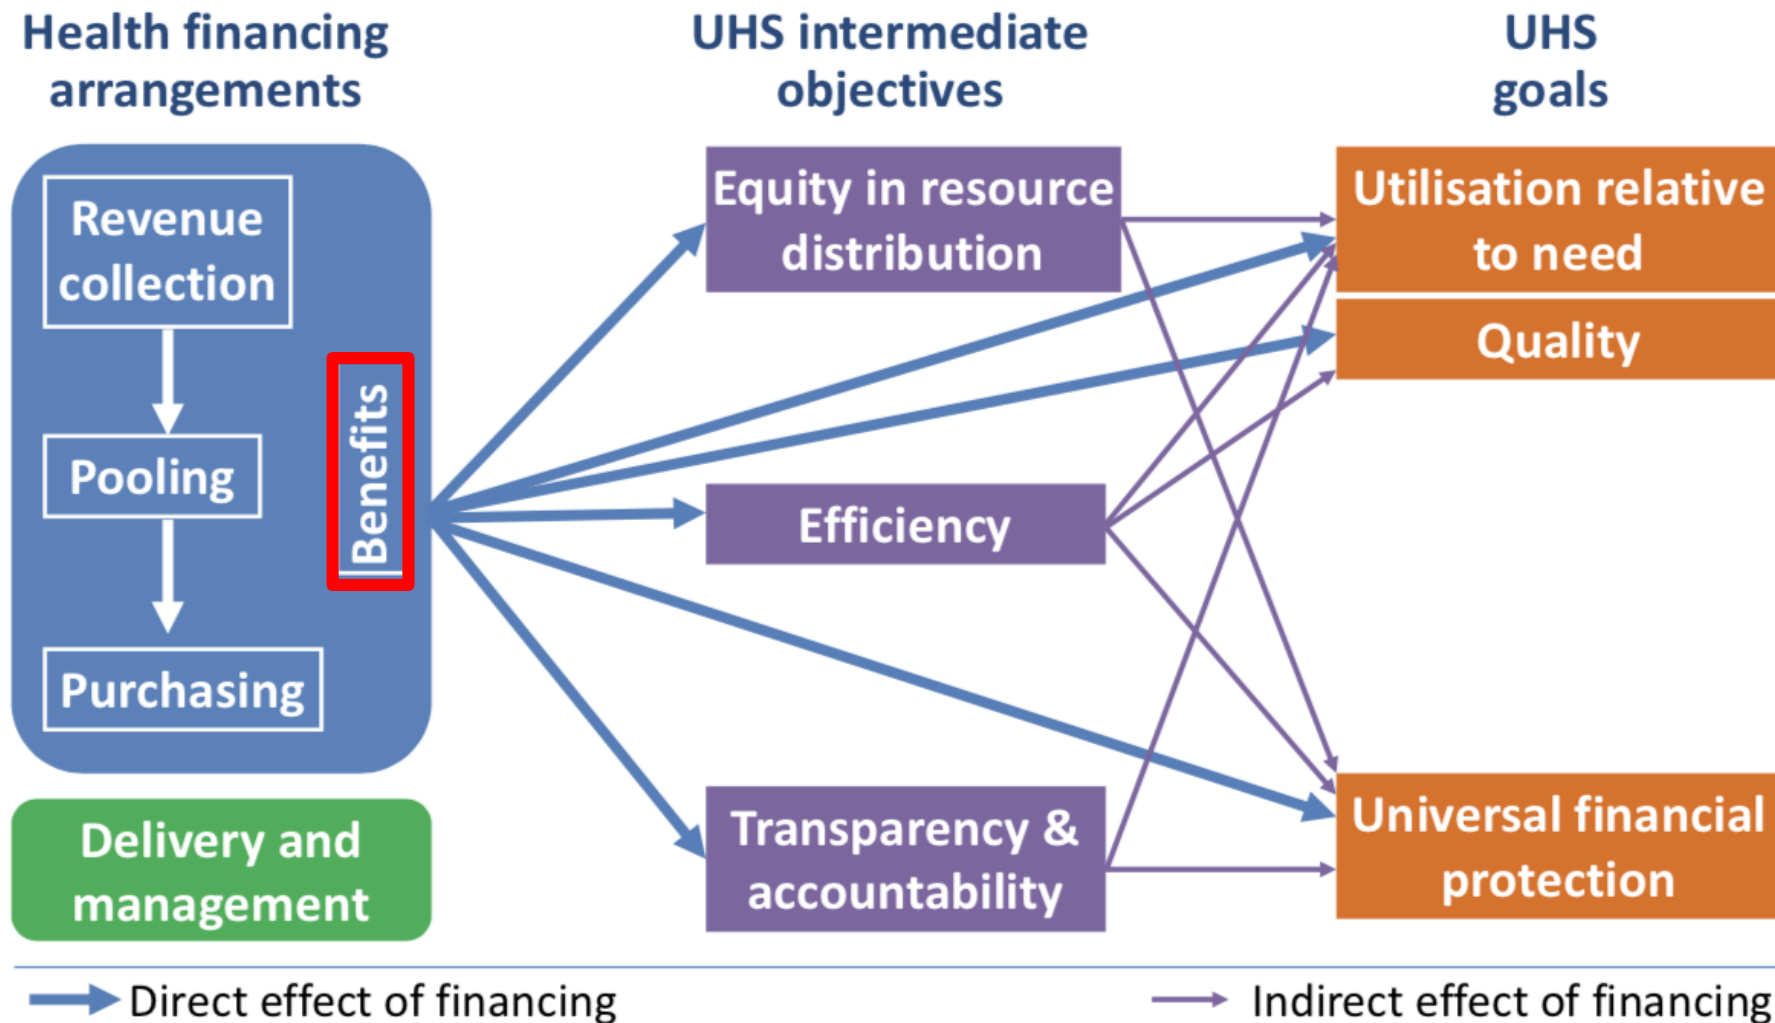 Health financing
arrangements
UHS intermediate
objectives
UHS
goals
Revenue
collection
Pooling
Purchasing
Benefits
Delivery and
management
Equity in resource
distribution
Efficiency
Transparency &
accountability
Utilisation relative
to need
Quality
Universal financial
protection
Direct effect of financing
Indirect effect of financing